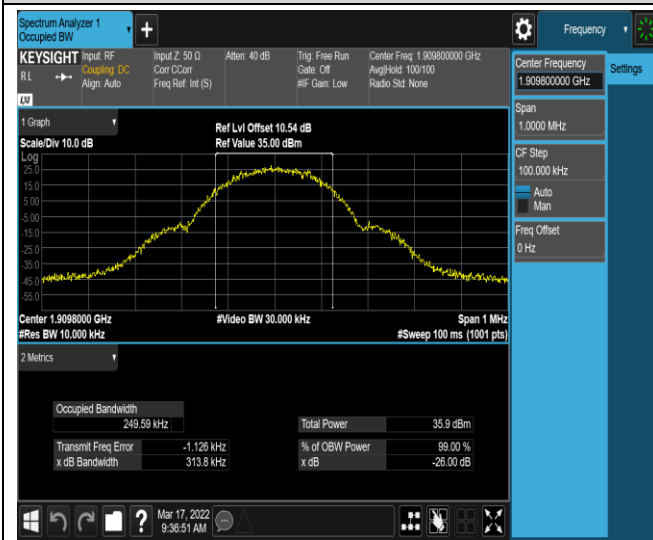 Spectrum Analyzer 1
Occupied BW
+
Frequency
KEYSIGHT
RL
LXI
Input: RF
Coupling: DC
Align: Auto
Input Z: 50 Ω
Corr CCorr
Freq Ref: Int (S)
Atten: 40 dB
Trig: Free Run
Gate: Off
#IF Gain: Low
Center Freq: 1.909800000 GHz
Avg|Hold: 100/100
Radio Std: None
Center Frequency
1.909800000 GHz
Settings
Span
1.0000 MHz
CF Step
100.000 kHz
Auto
Man
Freq Offset
0 Hz
1 Graph
Scale/Div 10.0 dB
Ref Lvl Offset 10.54 dB
Ref Value 35.00 dBm
Log
25.0
15.0
5.00
-5.00
-15.0
-25.0
-35.0
-45.0
-55.0
Center 1.9098000 GHz
#Video BW 30.000 kHz
Span 1 MHz
#Res BW 10.000 kHz
#Sweep 100 ms (1001 pts)
2 Metrics
Occupied Bandwidth
249.59 kHz
Total Power 35.9 dBm
Transmit Freq Error -1.126 kHz
% of OBW Power 99.00 %
x dB Bandwidth 313.8 kHz
x dB -26.00 dB
?
Mar 17, 2022
9:36:51 AM